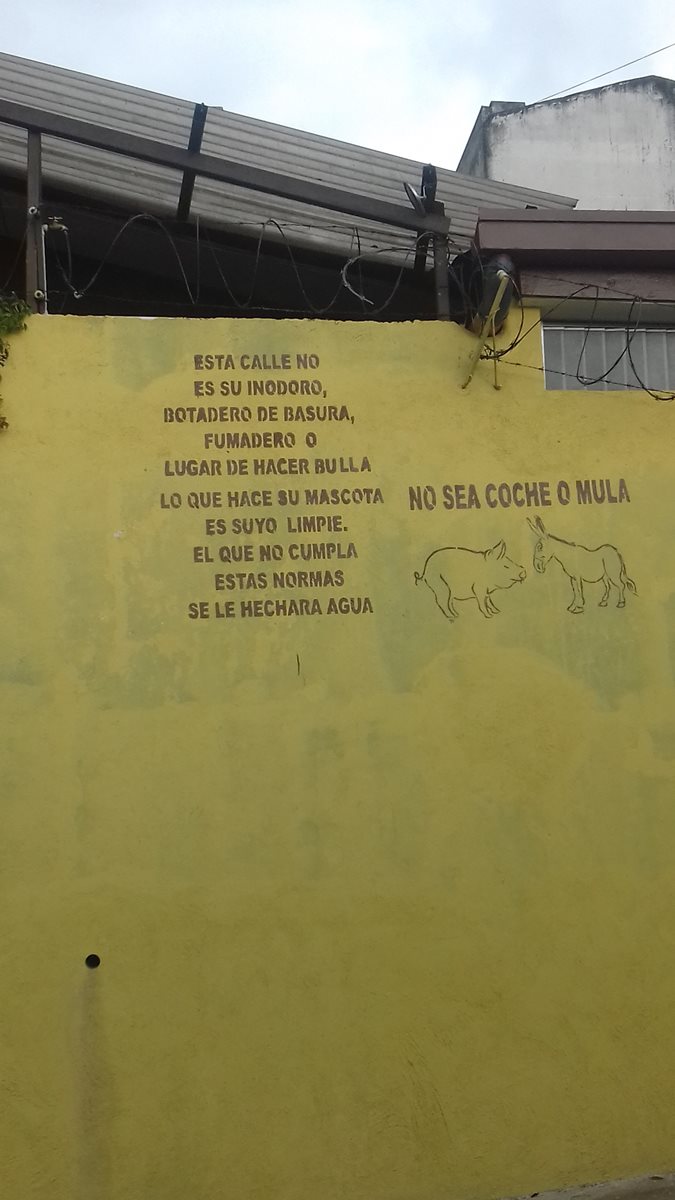 ESTA CALLE NO
ES SU INODORO,
BOTADERO DE BASURA,
FUMADERO O
LUGAR DE HACER BULLA
LO QUE HACE SU MASCOTA
ES SUYO LIMPIE.
EL QUE NO CUMPLA
ESTAS NORMAS
SE LE HECHARA AGUA
NO SEA COCHE O MULA